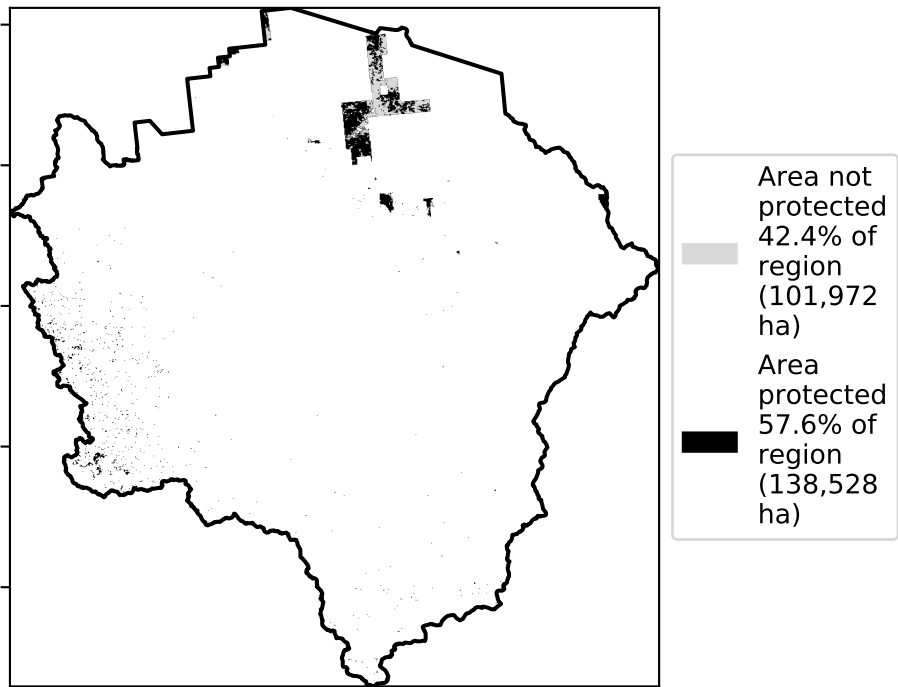 Area not
protected
42.4% of
region
(101,972
ha)
Area
protected
57.6% of
region
(138,528
ha)